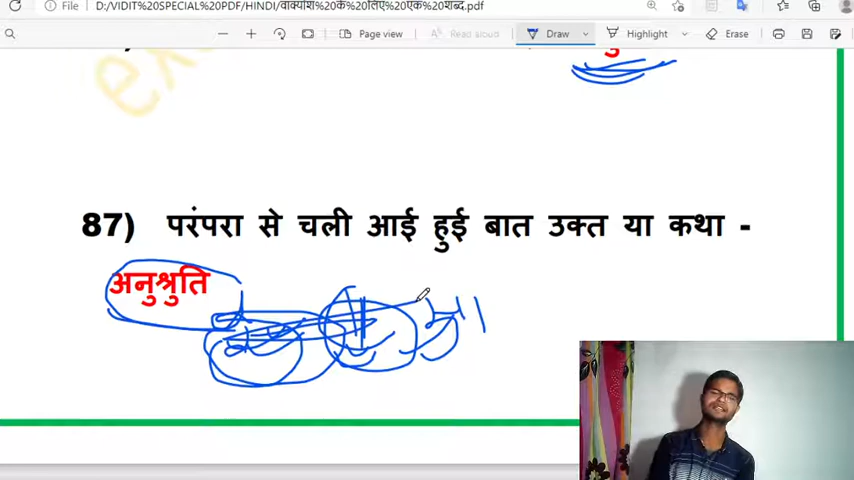 File D:/VIDIT%20SPECIAL%20PDF/HINDI/वाक्यांश%20के%20लिए%20एक%20शब्द.pdf
Page view Read aloud Draw Highlight Erase
87) परंपरा से चली आई हुई बात उक्त या कथा -
अनुश्रुति